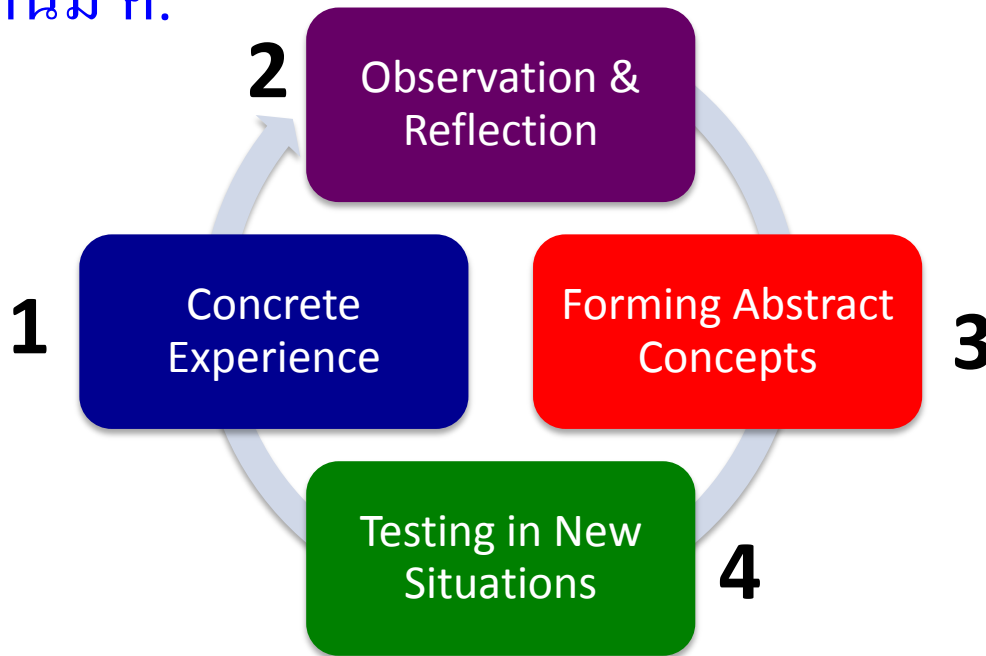 2
Observation &
Reflection
1
Concrete
Experience
Forming Abstract
Concepts
3
Testing in New
Situations
4